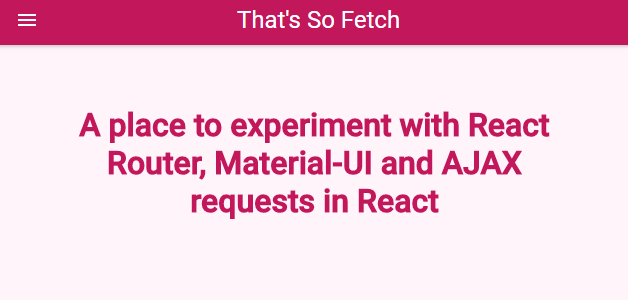 That's So Fetch
A place to experiment with React
Router, Material-UI and AJAX
requests in React